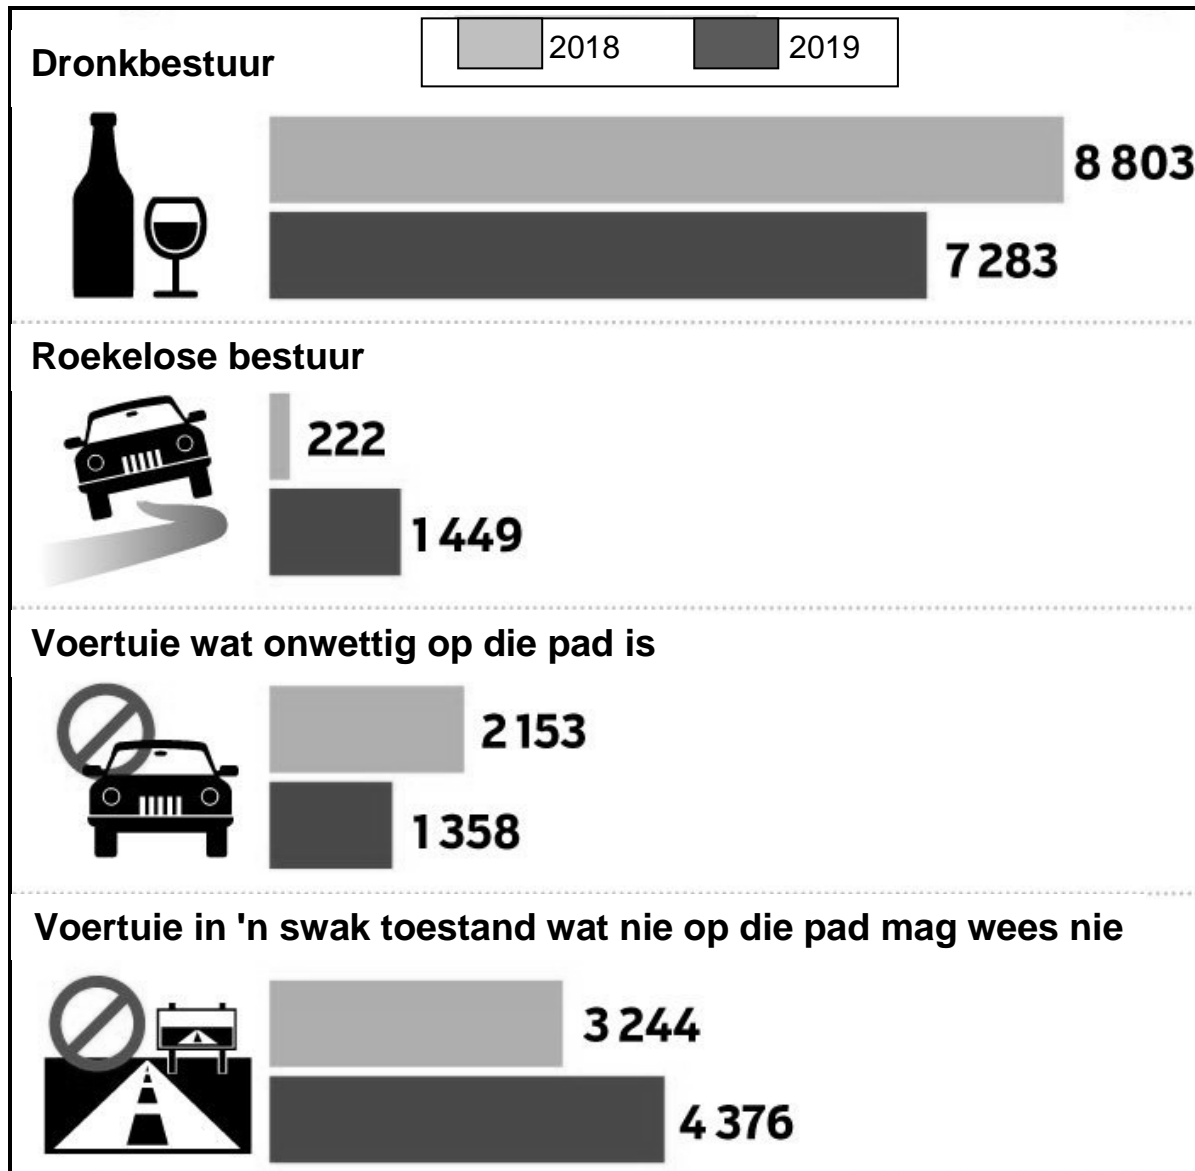 2018
2019
Dronkbestuur
8 803
7 283
Roekelose bestuur
222
1 449
Voertuie wat onwettig op die pad is
2 153
1 358
Voertuie in 'n swak toestand wat nie op die pad mag wees nie
3 244
4 376